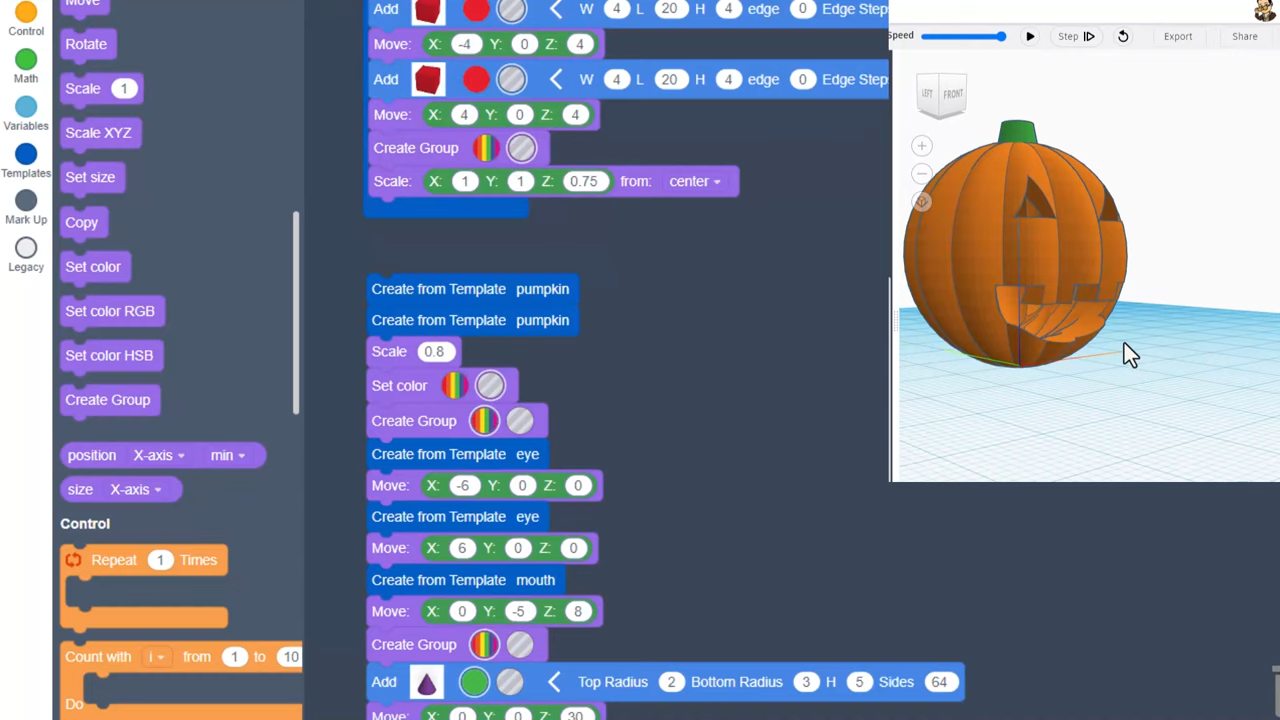 Move
Control
Rotate
Math
Scale 1
Variables
Scale XYZ
Templates
Set size
Mark Up
Copy
Legacy
Set color
Set color RGB
Set color HSB
Create Group
position X-axis min
size X-axis
Control
Repeat 1 Times
Count with i from 1 to 10
Do
Add W 4 L 20 H 4 edge 0 Edge Steps
Move: X: -4 Y: 0 Z: 4
Add W 4 L 20 H 4 edge 0 Edge Steps
Move: X: 4 Y: 0 Z: 4
Create Group
Scale: X: 1 Y: 1 Z: 0.75 from: center
Create from Template pumpkin
Create from Template pumpkin
Scale 0.8
Set color
Create Group
Create from Template eye
Move: X: -6 Y: 0 Z: 0
Create from Template eye
Move: X: 6 Y: 0 Z: 0
Create from Template mouth
Move: X: 0 Y: -5 Z: 8
Create Group
Add Top Radius 2 Bottom Radius 3 H 5 Sides 64
Move: X: 0 Y: 0 Z: 30
Speed Step Export Share
LEFT FRONT